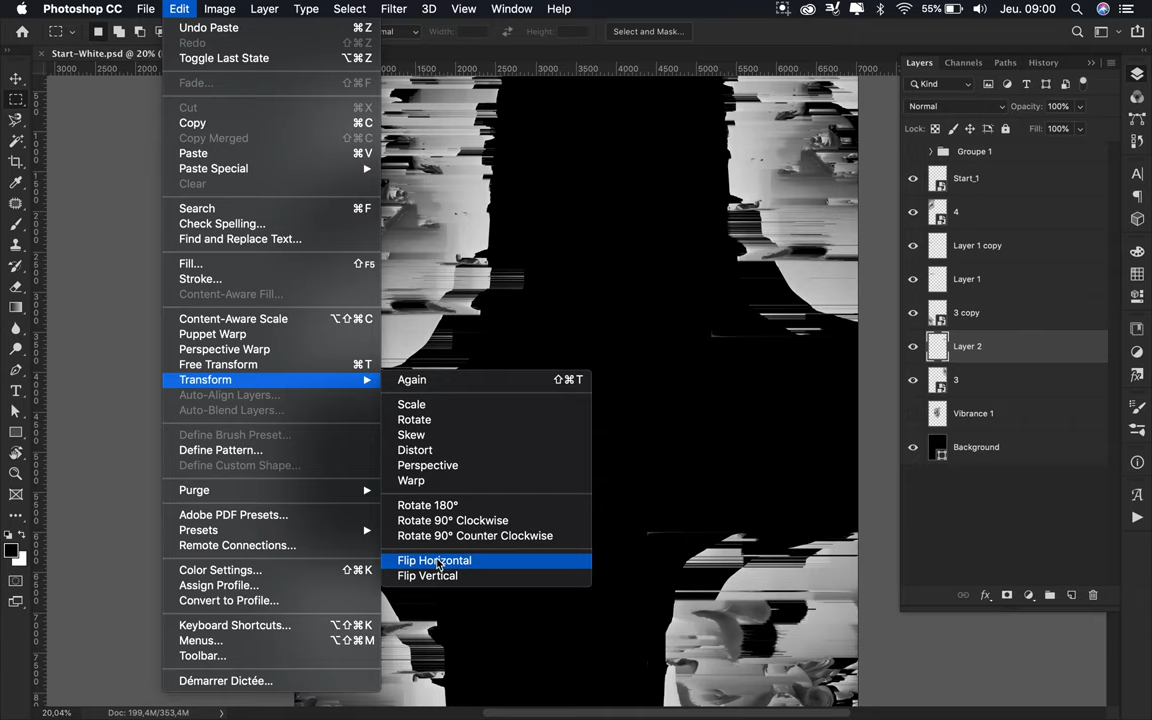 Photoshop CC File Edit Image Layer Type Select Filter 3D View Window Help 55% Jeu. 09:00
Width: Height: Select and Mask...
Start-White.psd @ 20%
3000 1000 1500 2000 2500 3000 3500 4000 4500 5000 5500 6000 6500 7000
Undo Paste ⌘Z
Redo ⇧⌘Z
Toggle Last State ⌥⌘Z
Fade... ⇧⌘F
Cut ⌘X
Copy ⌘C
Copy Merged ⇧⌘C
Paste ⌘V
Paste Special
Clear
Search ⌘F
Check Spelling...
Find and Replace Text...
Fill... ⇧F5
Stroke...
Content-Aware Fill...
Content-Aware Scale ⌥⇧⌘C
Puppet Warp
Perspective Warp
Free Transform ⌘T
Transform
Auto-Align Layers...
Auto-Blend Layers...
Define Brush Preset...
Define Pattern...
Define Custom Shape...
Purge
Adobe PDF Presets...
Presets
Remote Connections...
Color Settings... ⇧⌘K
Assign Profile...
Convert to Profile...
Keyboard Shortcuts... ⌥⇧⌘K
Menus... ⌥⇧⌘M
Toolbar...
Démarrer Dictée...
Again ⇧⌘T
Scale
Rotate
Skew
Distort
Perspective
Warp
Rotate 180°
Rotate 90° Clockwise
Rotate 90° Counter Clockwise
Flip Horizontal
Flip Vertical
Layers Channels Paths History
Kind
Normal Opacity: 100%
Lock: Fill: 100%
Groupe 1
Start_1
4
Layer 1 copy
Layer 1
3 copy
Layer 2
3
Vibrance 1
Background
20,04% Doc: 199,4M/353,4M